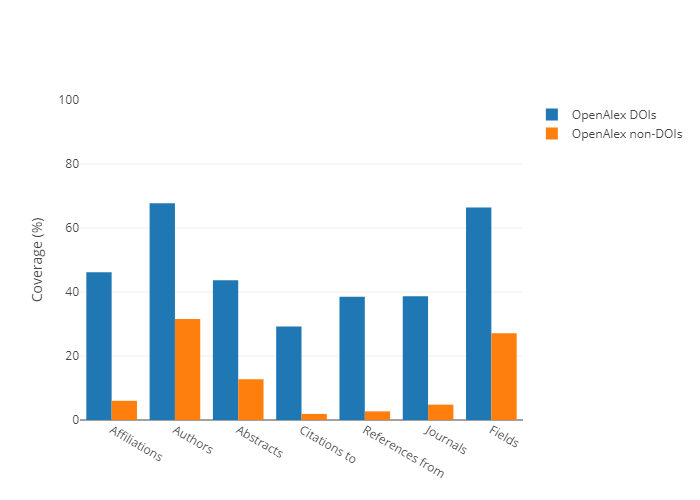 100
80
60
40
20
0
Coverage (%)
Affiliations
Authors
Abstracts
Citations to
References from
Journals
Fields
OpenAlex DOIs
OpenAlex non-DOIs